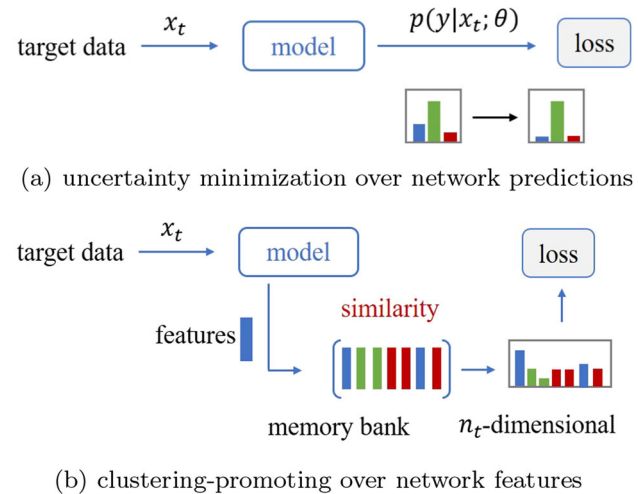 target data x_t model p(y|x_t; θ) loss
(a) uncertainty minimization over network predictions
target data x_t model loss
features similarity
memory bank n_t-dimensional
(b) clustering-promoting over network features